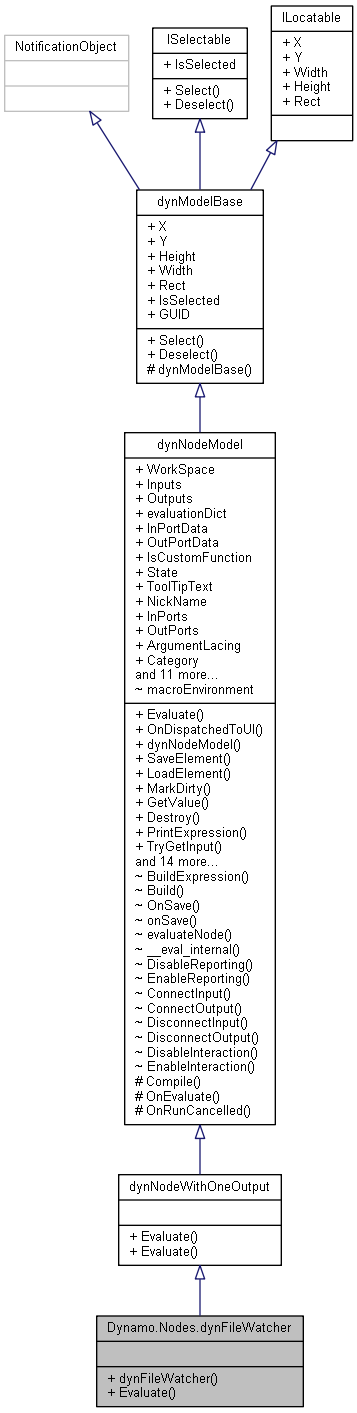 NotificationObject
ISelectable
+ IsSelected
+ Select()
+ Deselect()
ILocatable
+ X
+ Y
+ Width
+ Height
+ Rect
dynModelBase
+ X
+ Y
+ Height
+ Width
+ Rect
+ IsSelected
+ GUID
+ Select()
+ Deselect()
# dynModelBase()
dynNodeModel
+ WorkSpace
+ Inputs
+ Outputs
+ evaluationDict
+ InPortData
+ OutPortData
+ IsCustomFunction
+ State
+ ToolTipText
+ NickName
+ InPorts
+ OutPorts
+ ArgumentLacing
+ Category
and 11 more...
~ macroEnvironment
+ Evaluate()
+ OnDispatchedToUI()
+ dynNodeModel()
+ SaveElement()
+ LoadElement()
+ MarkDirty()
+ GetValue()
+ Destroy()
+ PrintExpression()
+ TryGetInput()
and 14 more...
~ BuildExpression()
~ Build()
~ OnSave()
~ onSave()
~ evaluateNode()
~ __eval_internal()
~ DisableReporting()
~ EnableReporting()
~ ConnectInput()
~ ConnectOutput()
~ DisconnectInput()
~ DisconnectOutput()
~ DisableInteraction()
~ EnableInteraction()
# Compile()
# OnEvaluate()
# OnRunCancelled()
dynNodeWithOneOutput
+ Evaluate()
+ Evaluate()
Dynamo.Nodes.dynFileWatcher
+ dynFileWatcher()
+ Evaluate()